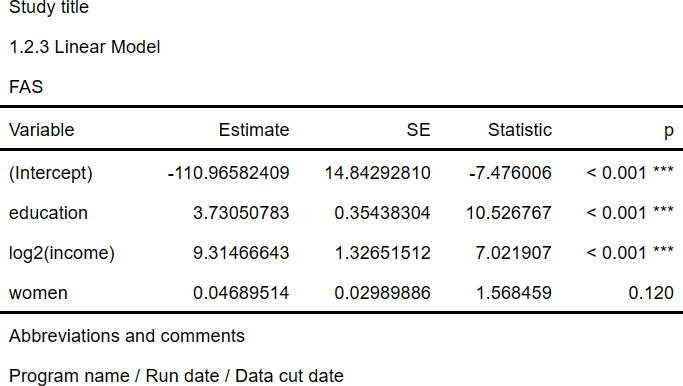 Study title
1.2.3 Linear Model
FAS
Variable Estimate SE Statistic p
(Intercept) -110.96582409 14.84292810 -7.476006 < 0.001 ***
education 3.73050783 0.35438304 10.526767 < 0.001 ***
log2(income) 9.31466643 1.32651512 7.021907 < 0.001 ***
women 0.04689514 0.02989886 1.568459 0.120
Abbreviations and comments
Program name / Run date / Data cut date